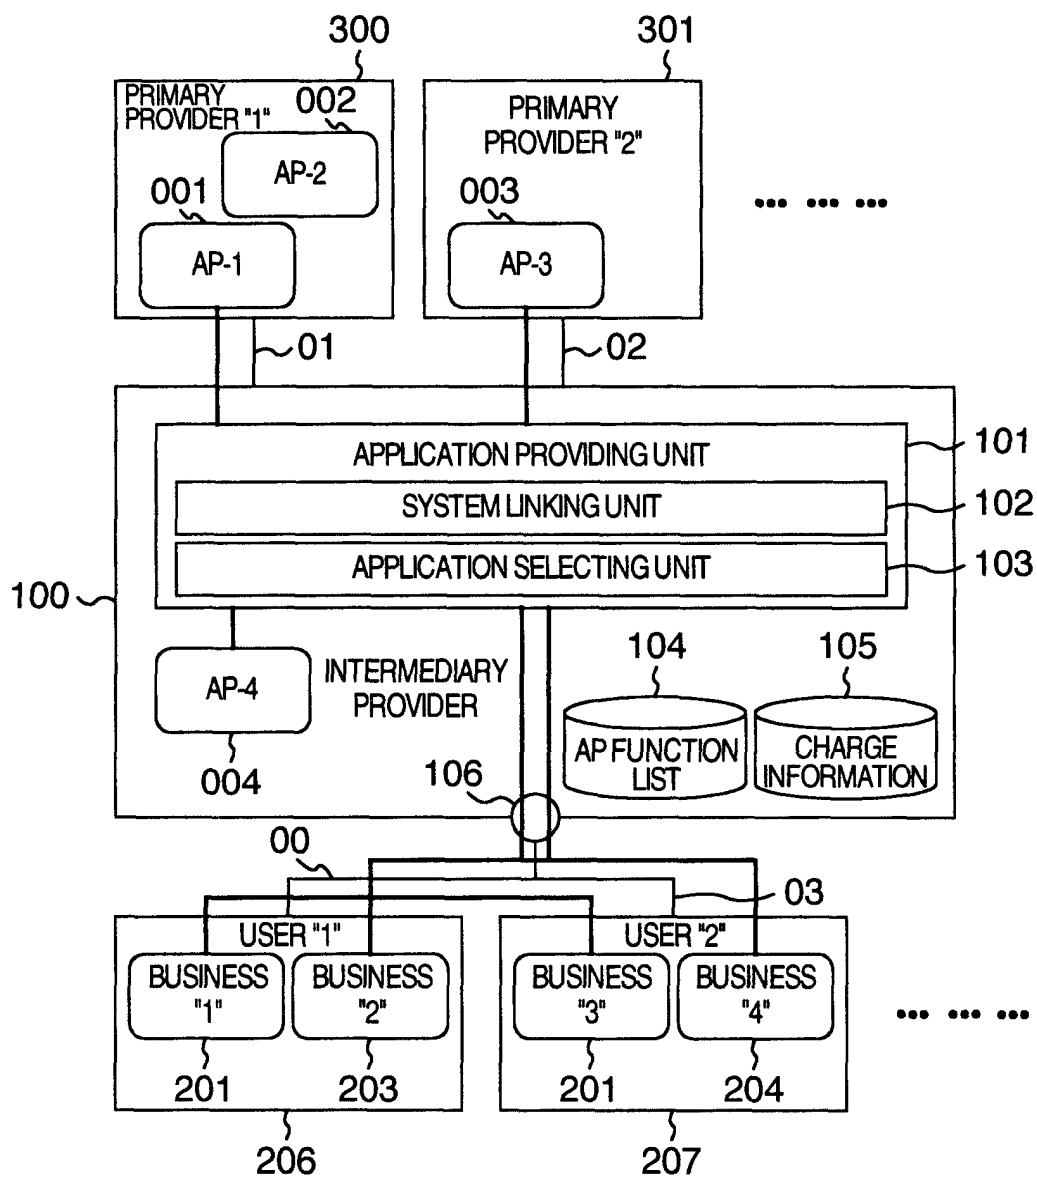 300
301
PRIMARY
PROVIDER "1"
002
AP-2
001
AP-1
PRIMARY
PROVIDER "2"
003
AP-3
... ... ...
01
02
APPLICATION PROVIDING UNIT
101
SYSTEM LINKING UNIT
102
APPLICATION SELECTING UNIT
103
100
AP-4
004
INTERMEDIARY
PROVIDER
104
AP FUNCTION
LIST
105
CHARGE
INFORMATION
106
00
03
USER "1"
BUSINESS
"1"
201
BUSINESS
"2"
203
206
USER "2"
BUSINESS
"3"
201
BUSINESS
"4"
204
207
... ... ...